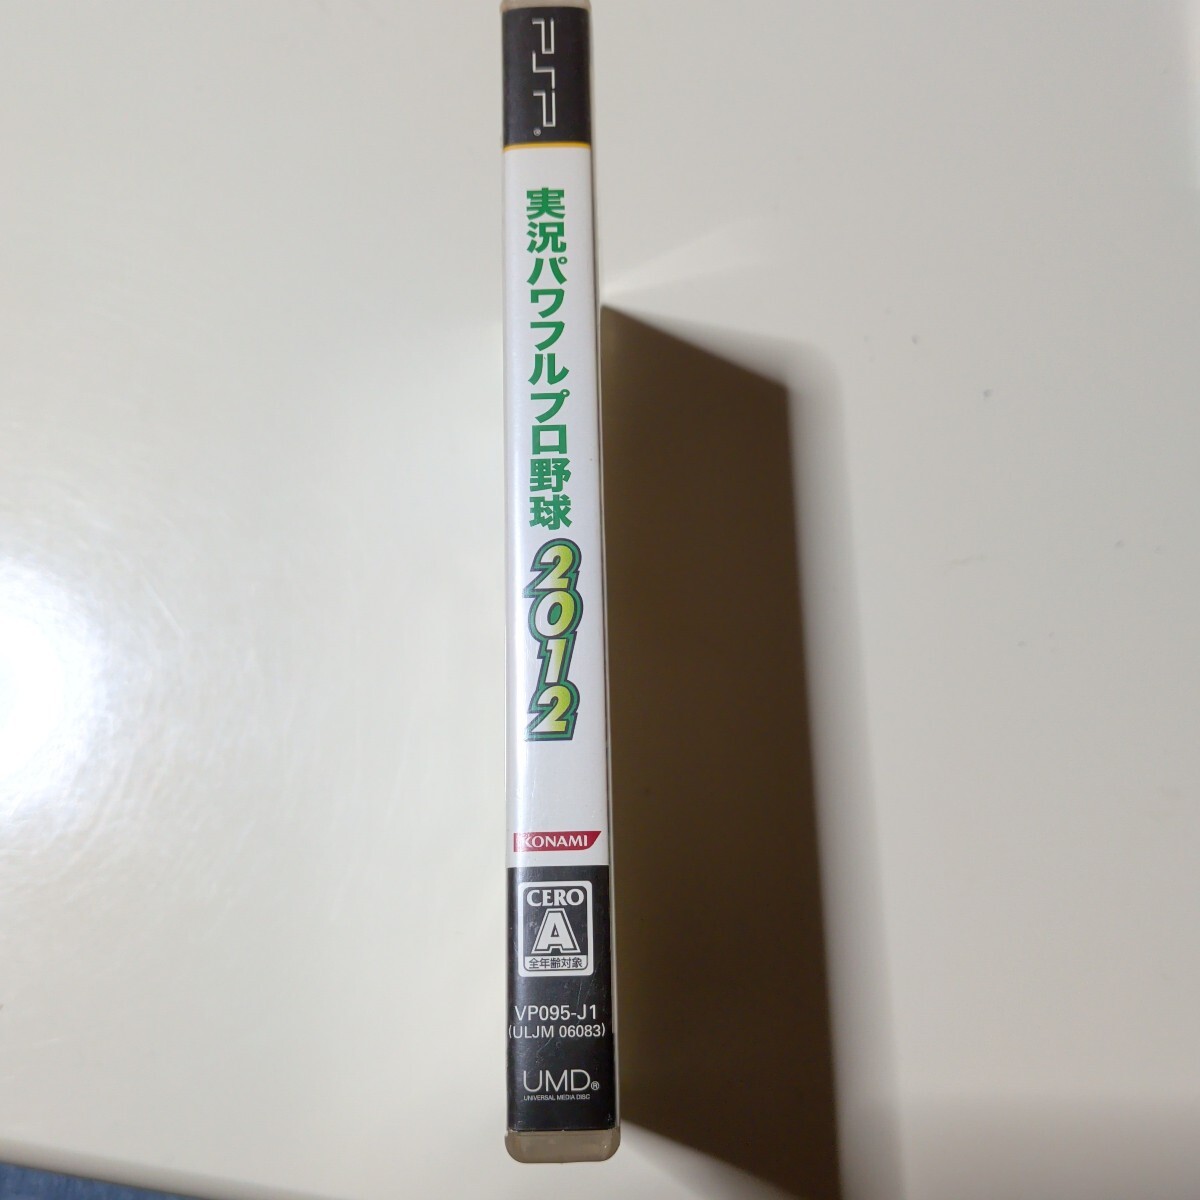 PSP®
実況パワフルプロ野球
2012
KONAMI
CERO
A
全年齢対象
VP095-J1
(ULJM 06083)
UMD®
UNIVERSAL MEDIA DISC